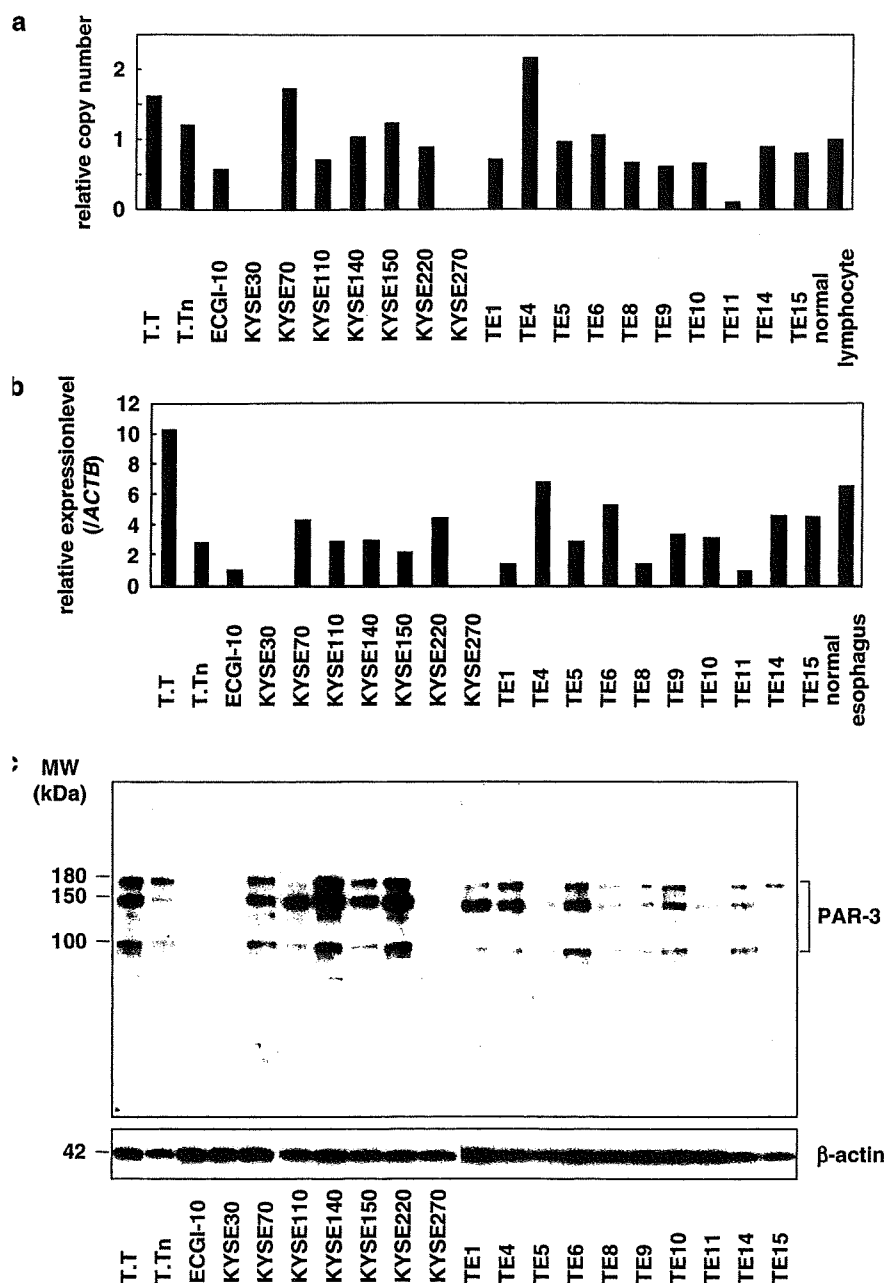 a
relative copy number
2
1
0
T.T
T.Tn
ECGI-10
KYSE30
KYSE70
KYSE110
KYSE140
KYSE150
KYSE220
KYSE270
TE1
TE4
TE5
TE6
TE8
TE9
TE10
TE11
TE14
TE15
normal
lymphocyte
b
relative expressionlevel
(/ACTB)
12
10
8
6
4
2
0
T.T
T.Tn
ECGI-10
KYSE30
KYSE70
KYSE110
KYSE140
KYSE150
KYSE220
KYSE270
TE1
TE4
TE5
TE6
TE8
TE9
TE10
TE11
TE14
TE15
normal
esophagus
c
MW
(kDa)
180
150
100
PAR-3
42
β-actin
T.T
T.Tn
ECGI-10
KYSE30
KYSE70
KYSE110
KYSE140
KYSE150
KYSE220
KYSE270
TE1
TE4
TE5
TE6
TE8
TE9
TE10
TE11
TE14
TE15